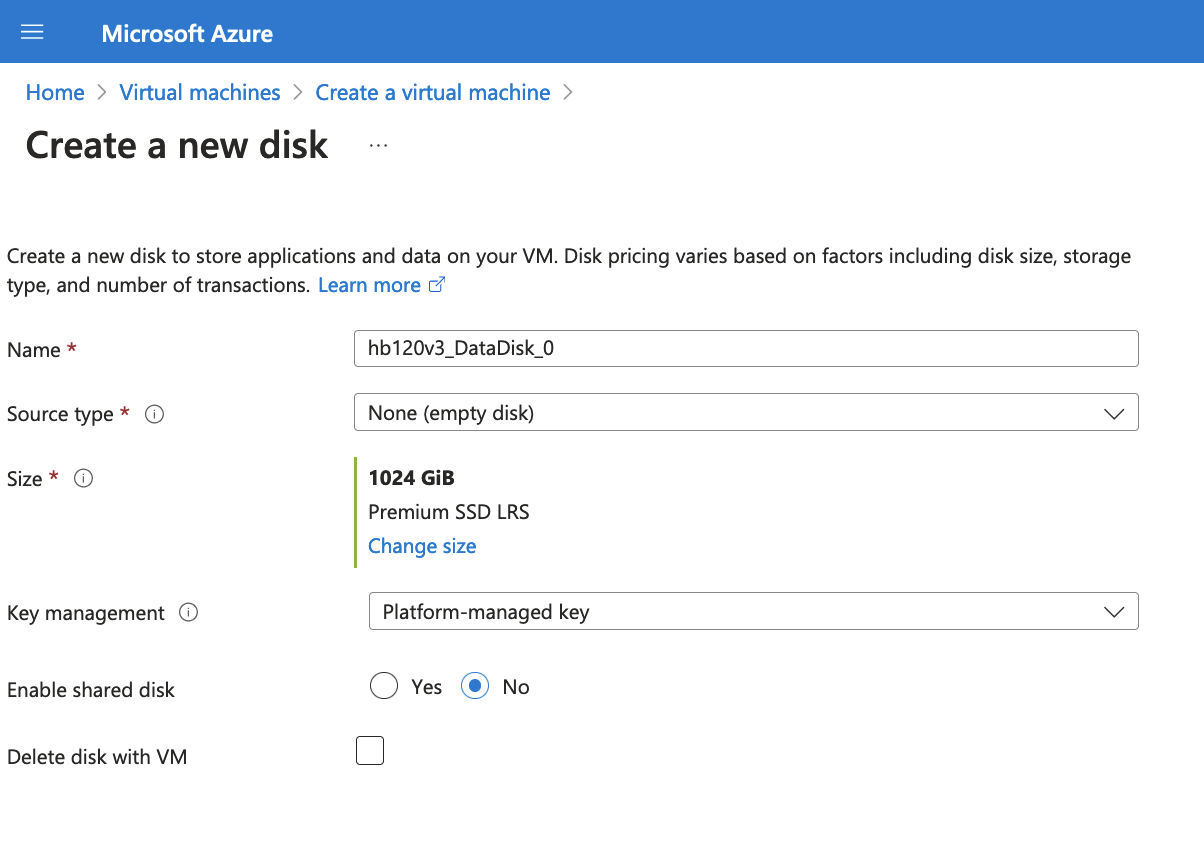 Microsoft Azure
Home > Virtual machines > Create a virtual machine >
Create a new disk ...
Create a new disk to store applications and data on your VM. Disk pricing varies based on factors including disk size, storage
type, and number of transactions. Learn more
Name * hb120v3_DataDisk_0
Source type * None (empty disk)
Size * 1024 GiB
Premium SSD LRS
Change size
Key management Platform-managed key
Enable shared disk Yes No
Delete disk with VM